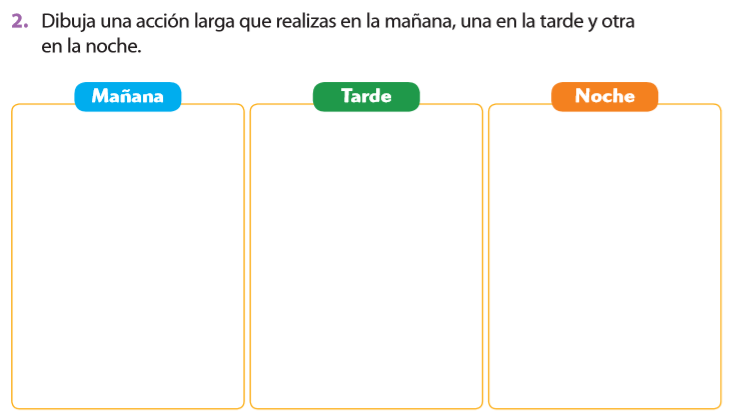 2. Dibuja una acción larga que realizas en la mañana, una en la tarde y otra
en la noche.
Mañana
Tarde
Noche